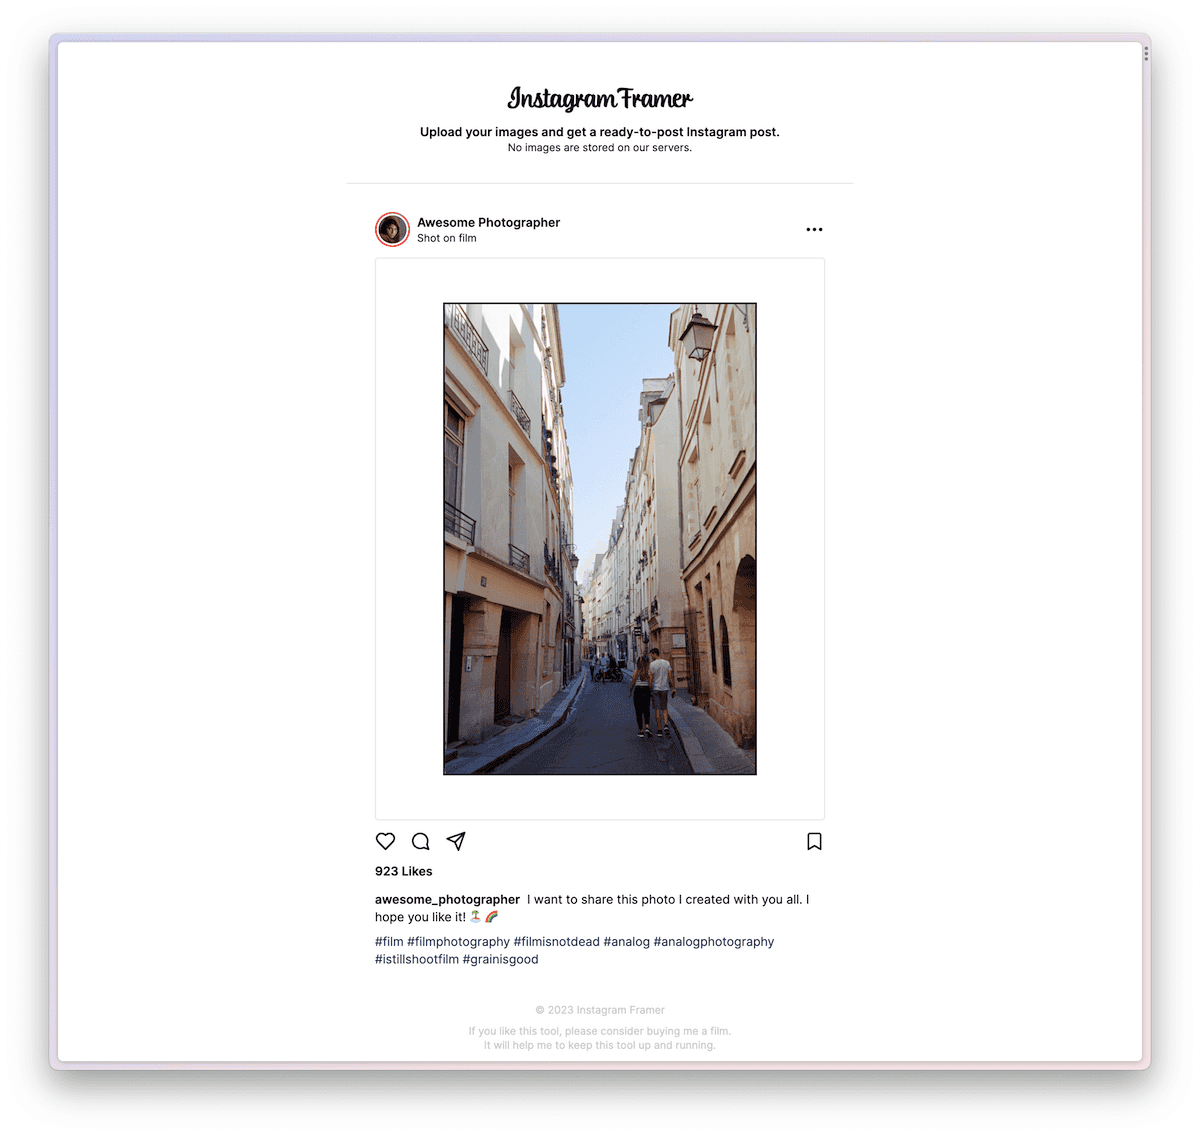 Instagram Framer
Upload your images and get a ready-to-post Instagram post.
No images are stored on our servers.
Awesome Photographer
Shot on film
923 Likes
awesome_photographer I want to share this photo I created with you all. I
hope you like it! 🏝️🌈
#film #filmphotography #filmisnotdead #analog #analogphotography
#istillshootfilm #grainisgood
© 2023 Instagram Framer
If you like this tool, please consider buying me a film.
It will help me to keep this tool up and running.